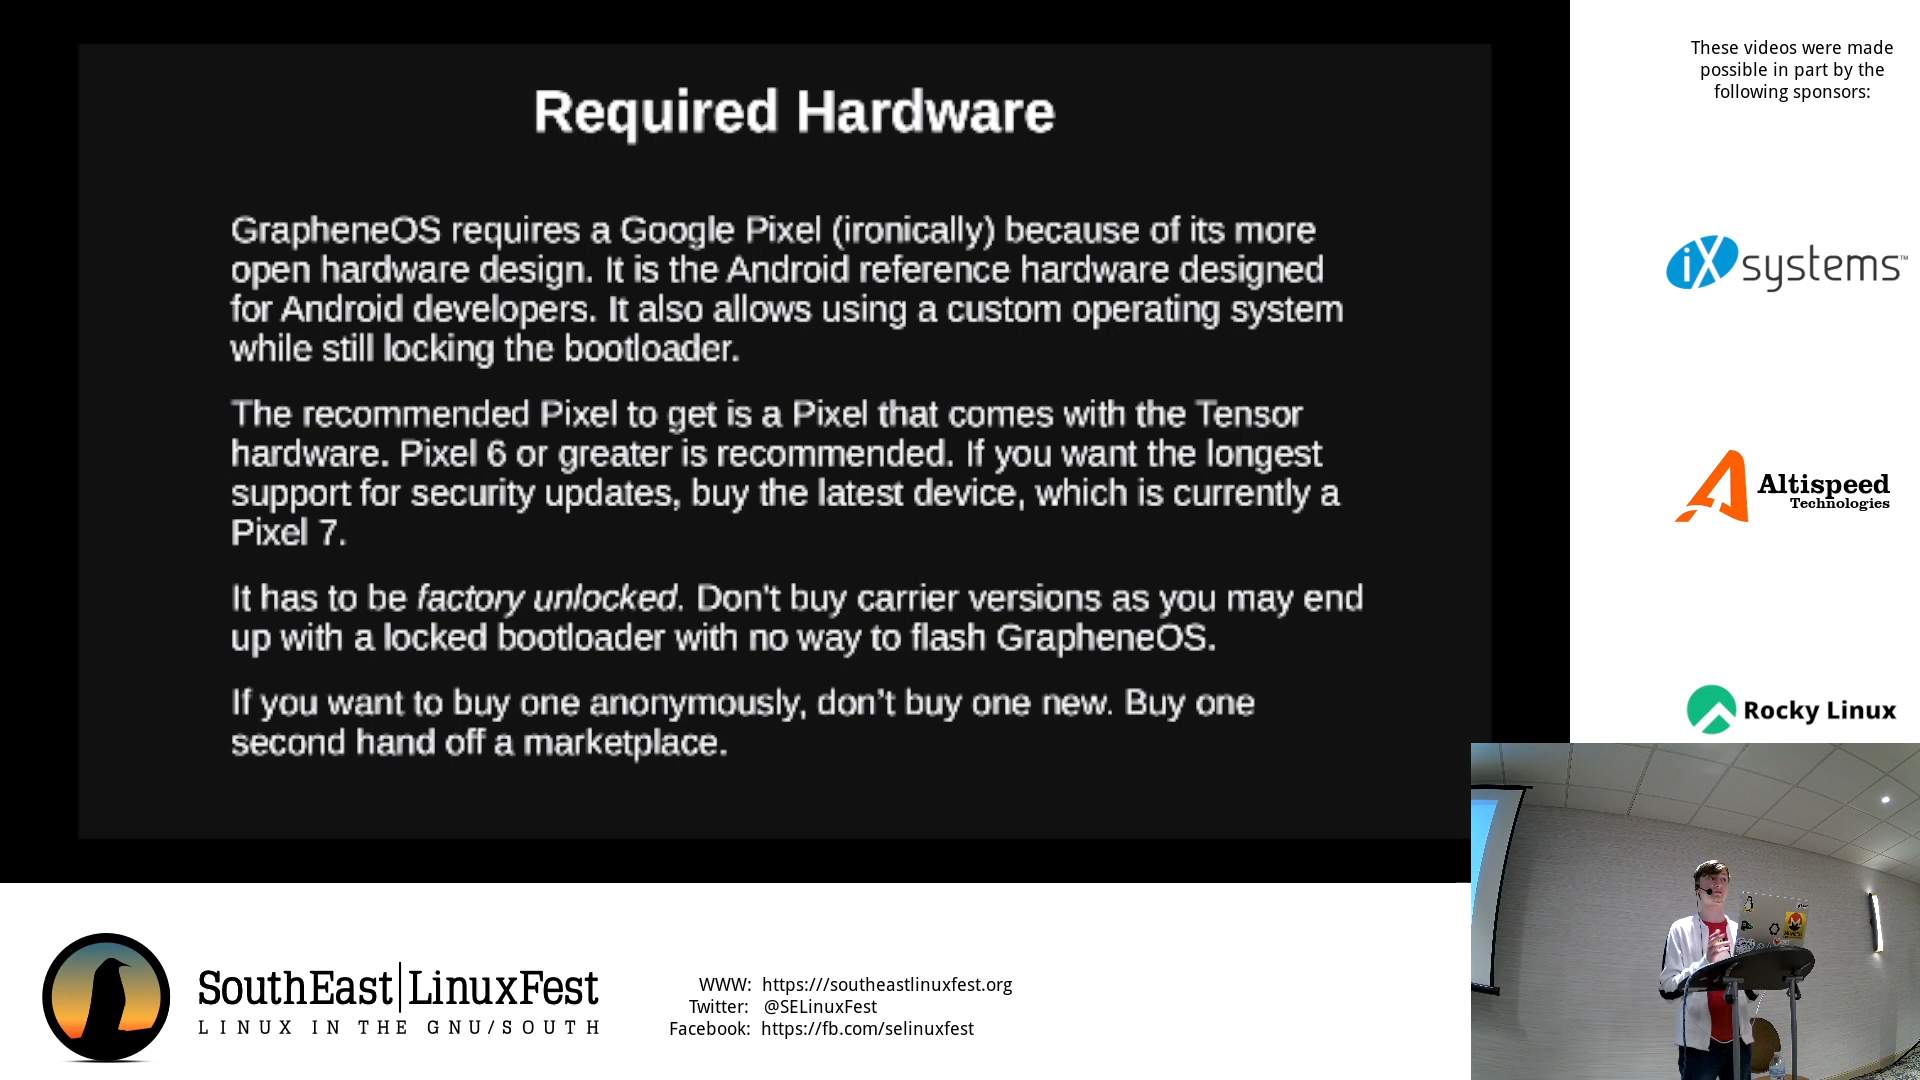 Required Hardware
GrapheneOS requires a Google Pixel (ironically) because of its more
open hardware design. It is the Android reference hardware designed
for Android developers. It also allows using a custom operating system
while still locking the bootloader.
The recommended Pixel to get is a Pixel that comes with the Tensor
hardware. Pixel 6 or greater is recommended. If you want the longest
support for security updates, buy the latest device, which is currently a
Pixel 7.
It has to be factory unlocked. Don't buy carrier versions as you may end
up with a locked bootloader with no way to flash GrapheneOS.
If you want to buy one anonymously, don’t buy one new. Buy one
second hand off a marketplace.
These videos were made
possible in part by the
following sponsors:
iXsystems™
Altispeed
Technologies
Rocky Linux
SouthEast|LinuxFest
LINUX IN THE GNU/SOUTH
WWW: https:///southeastlinuxfest.org
Twitter: @SELinuxFest
Facebook: https://fb.com/selinuxfest